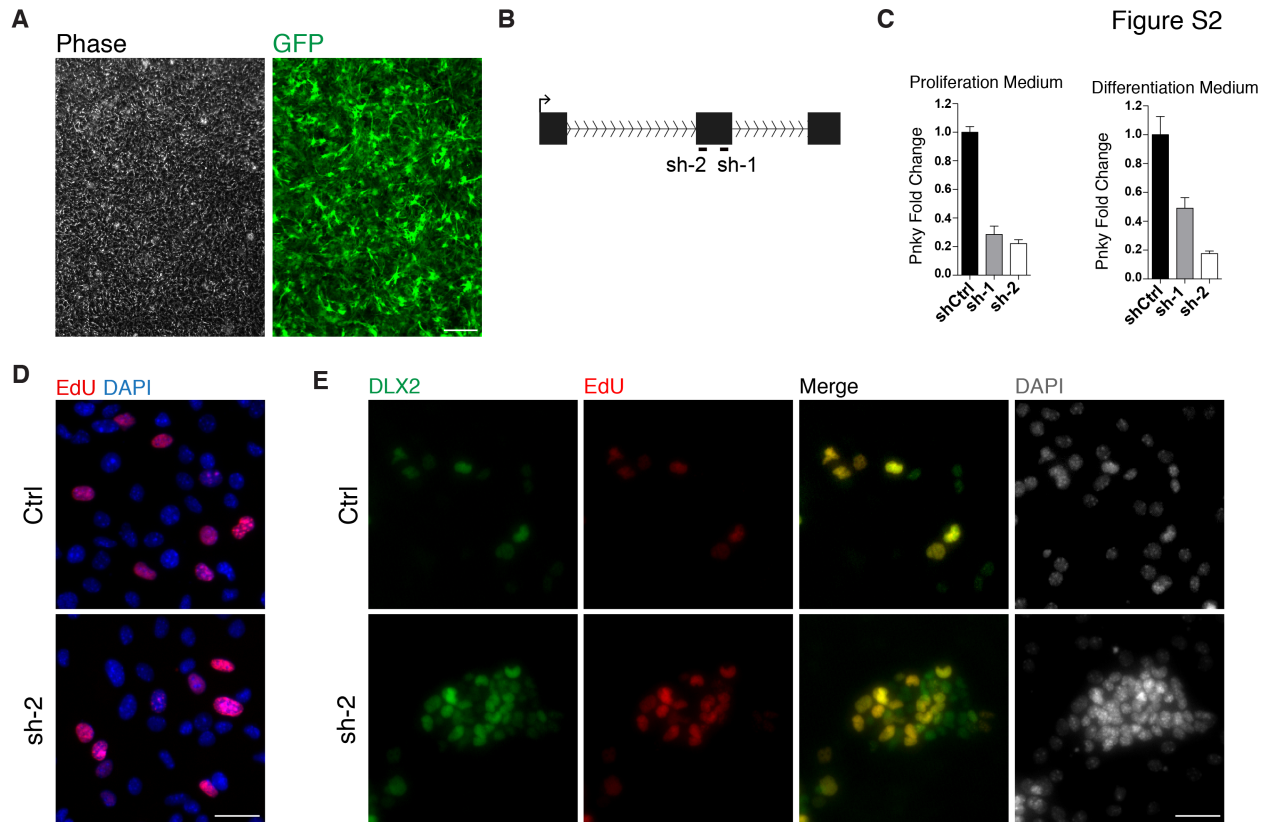 Figure S2
A
Phase
GFP
B
sh-2 sh-1
C
Proliferation Medium
Pnky Fold Change
1.2
1.0
0.8
0.6
0.4
0.2
0.0
shCtrl
sh-1
sh-2
Differentiation Medium
Pnky Fold Change
1.2
1.0
0.8
0.6
0.4
0.2
0.0
shCtrl
sh-1
sh-2
D
EdU DAPI
Ctrl
sh-2
E
DLX2
EdU
Merge
DAPI
Ctrl
sh-2